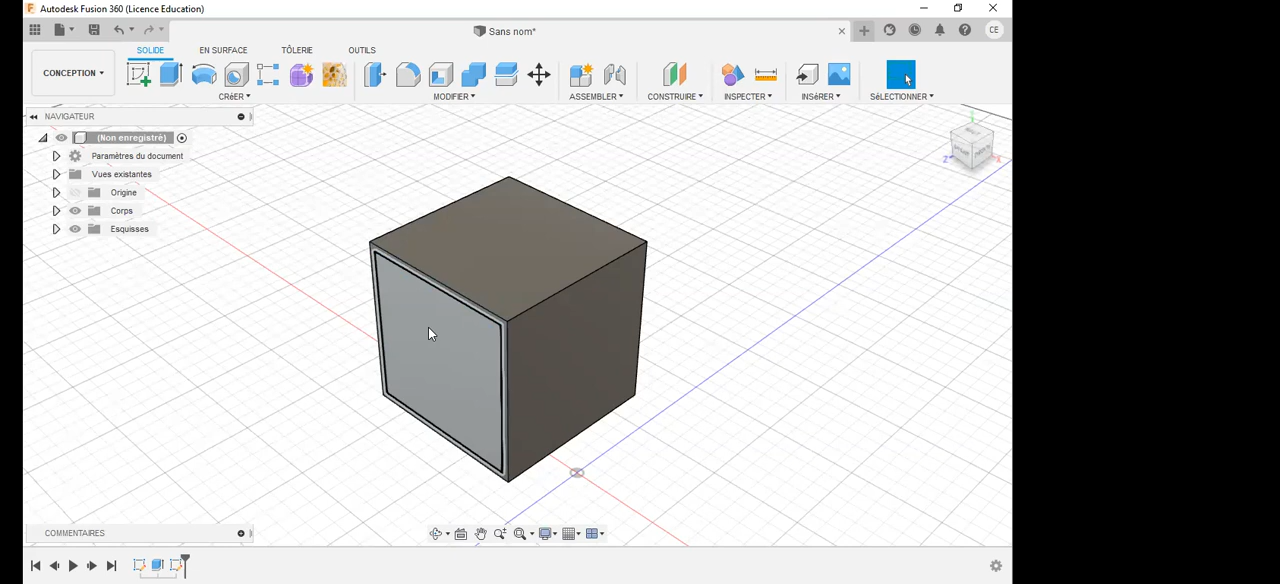 Autodesk Fusion 360 (Licence Education)
Sans nom*
CE
SOLIDE EN SURFACE TÔLERIE OUTILS
CONCEPTION
CRÉER MODIFIER ASSEMBLER CONSTRUIRE INSPECTER INSÉRER SÉLECTIONNER
NAVIGATEUR
(Non enregistré)
Paramètres du document
Vues existantes
Origine
Corps
Esquisses
Z X
COMMENTAIRES